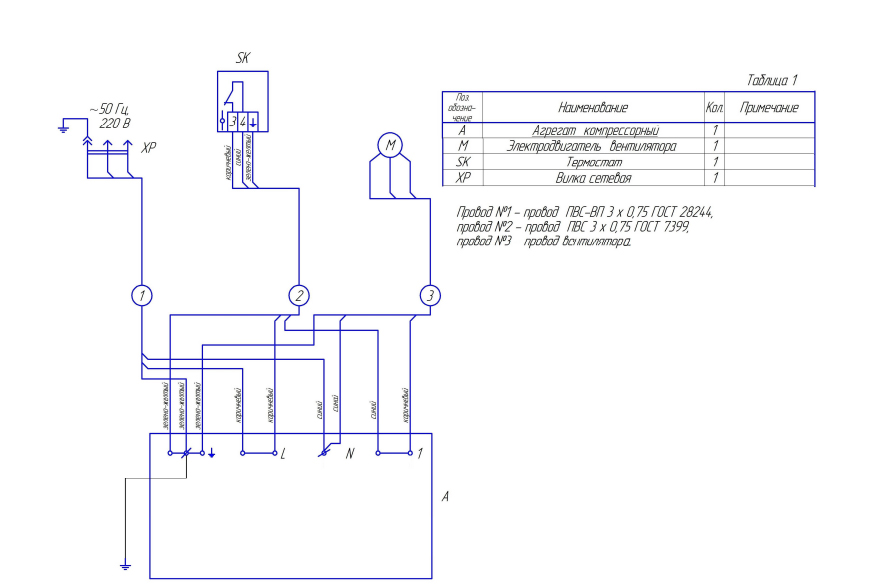 SK
~50 Гц,
220 В
XP
3 4
коричневый
синий
зелено-желтый
M
Таблица 1
Поз. обозна-чение Наименование Кол. Примечание
A Агрегат компрессорный 1
M Электродвигатель вентилятора 1
SK Термостат 1
XP Вилка сетевая 1
Провод №1 – провод ПВС-ВП 3 x 0,75 ГОСТ 28244,
провод №2 – провод ПВС 3 x 0,75 ГОСТ 7399,
провод №3 провод вентилятора.
1 2 3
зелено-желтый
зелено-желтый
зелено-желтый
коричневый
коричневый
синий
синий
синий
коричневый
L N 1
A